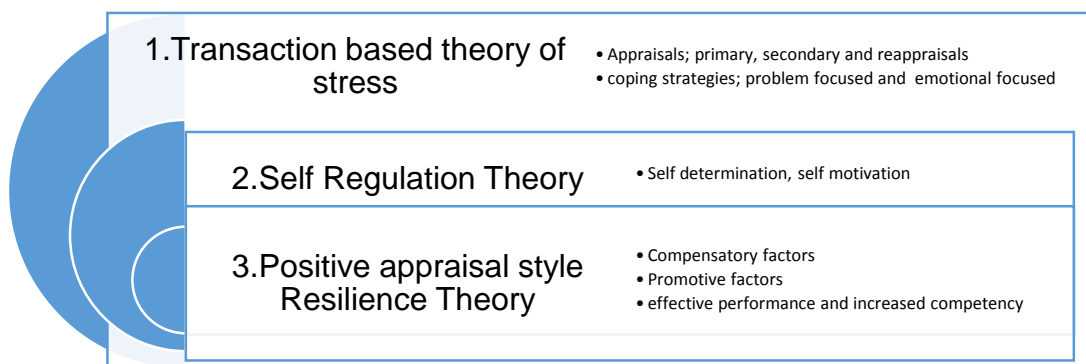 1.Transaction based theory of
stress
• Appraisals; primary, secondary and reappraisals
• coping strategies; problem focused and emotional focused
2.Self Regulation Theory
• Self determination, self motivation
3.Positive appraisal style
Resilience Theory
• Compensatory factors
• Promotive factors
• effective performance and increased competency